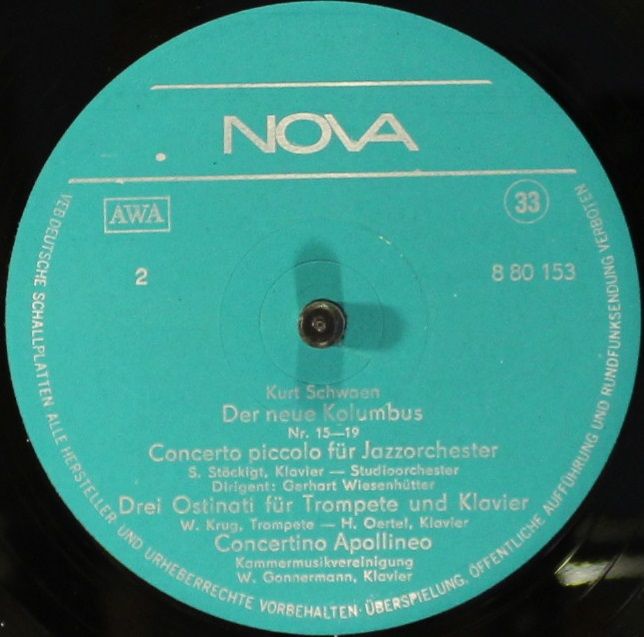 NOVA
AWA
33
2
8 80 153
Kurt Schwaen
Der neue Kolumbus
Nr. 15—19
Concerto piccolo für Jazzorchester
S. Stöckigt, Klavier — Studioorchester
Dirigent: Gerhart Wiesenhütter
Drei Ostinati für Trompete und Klavier
W. Krug, Trompete — H. Oertel, Klavier
Concertino Apollineo
Kammermusikvereinigung
W. Gonnermann, Klavier
VEB DEUTSCHE SCHALLPLATTEN ALLE HERSTELLER UND URHEBERRECHTE VORBEHALTEN · ÜBERSPIELUNG, ÖFFENTLICHE AUFFÜHRUNG UND RUNDFUNKSENDUNG VERBOTEN